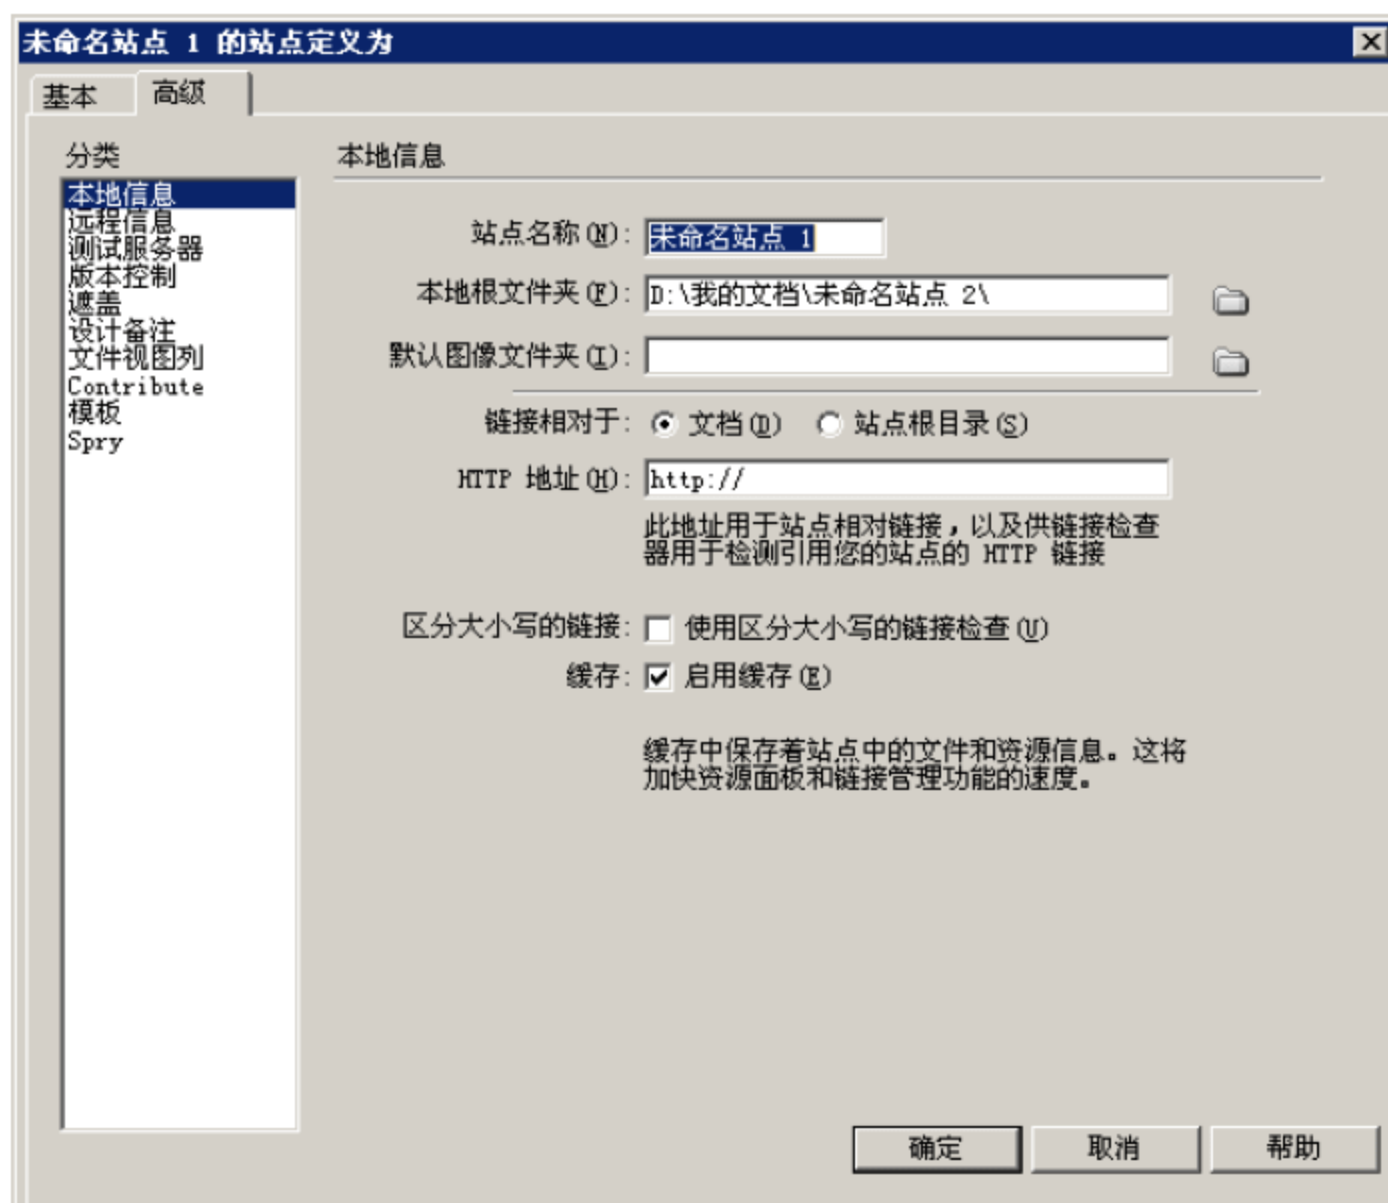 未命名站点 1 的站点定义为
基本
高级
分类
本地信息
远程信息
测试服务器
版本控制
遮盖
设计备注
文件视图列
Contribute
模板
Spry
本地信息
站点名称(N): 未命名站点 1
本地根文件夹(F): D:\我的文档\未命名站点 2\
默认图像文件夹(I):
链接相对于: 文档(D) 站点根目录(S)
HTTP 地址(H): http://
此地址用于站点相对链接，以及供链接检查
器用于检测引用您的站点的 HTTP 链接
区分大小写的链接: 使用区分大小写的链接检查(U)
缓存: 启用缓存(E)
缓存中保存着站点中的文件和资源信息。这将
加快资源面板和链接管理功能的速度。
确定 取消 帮助